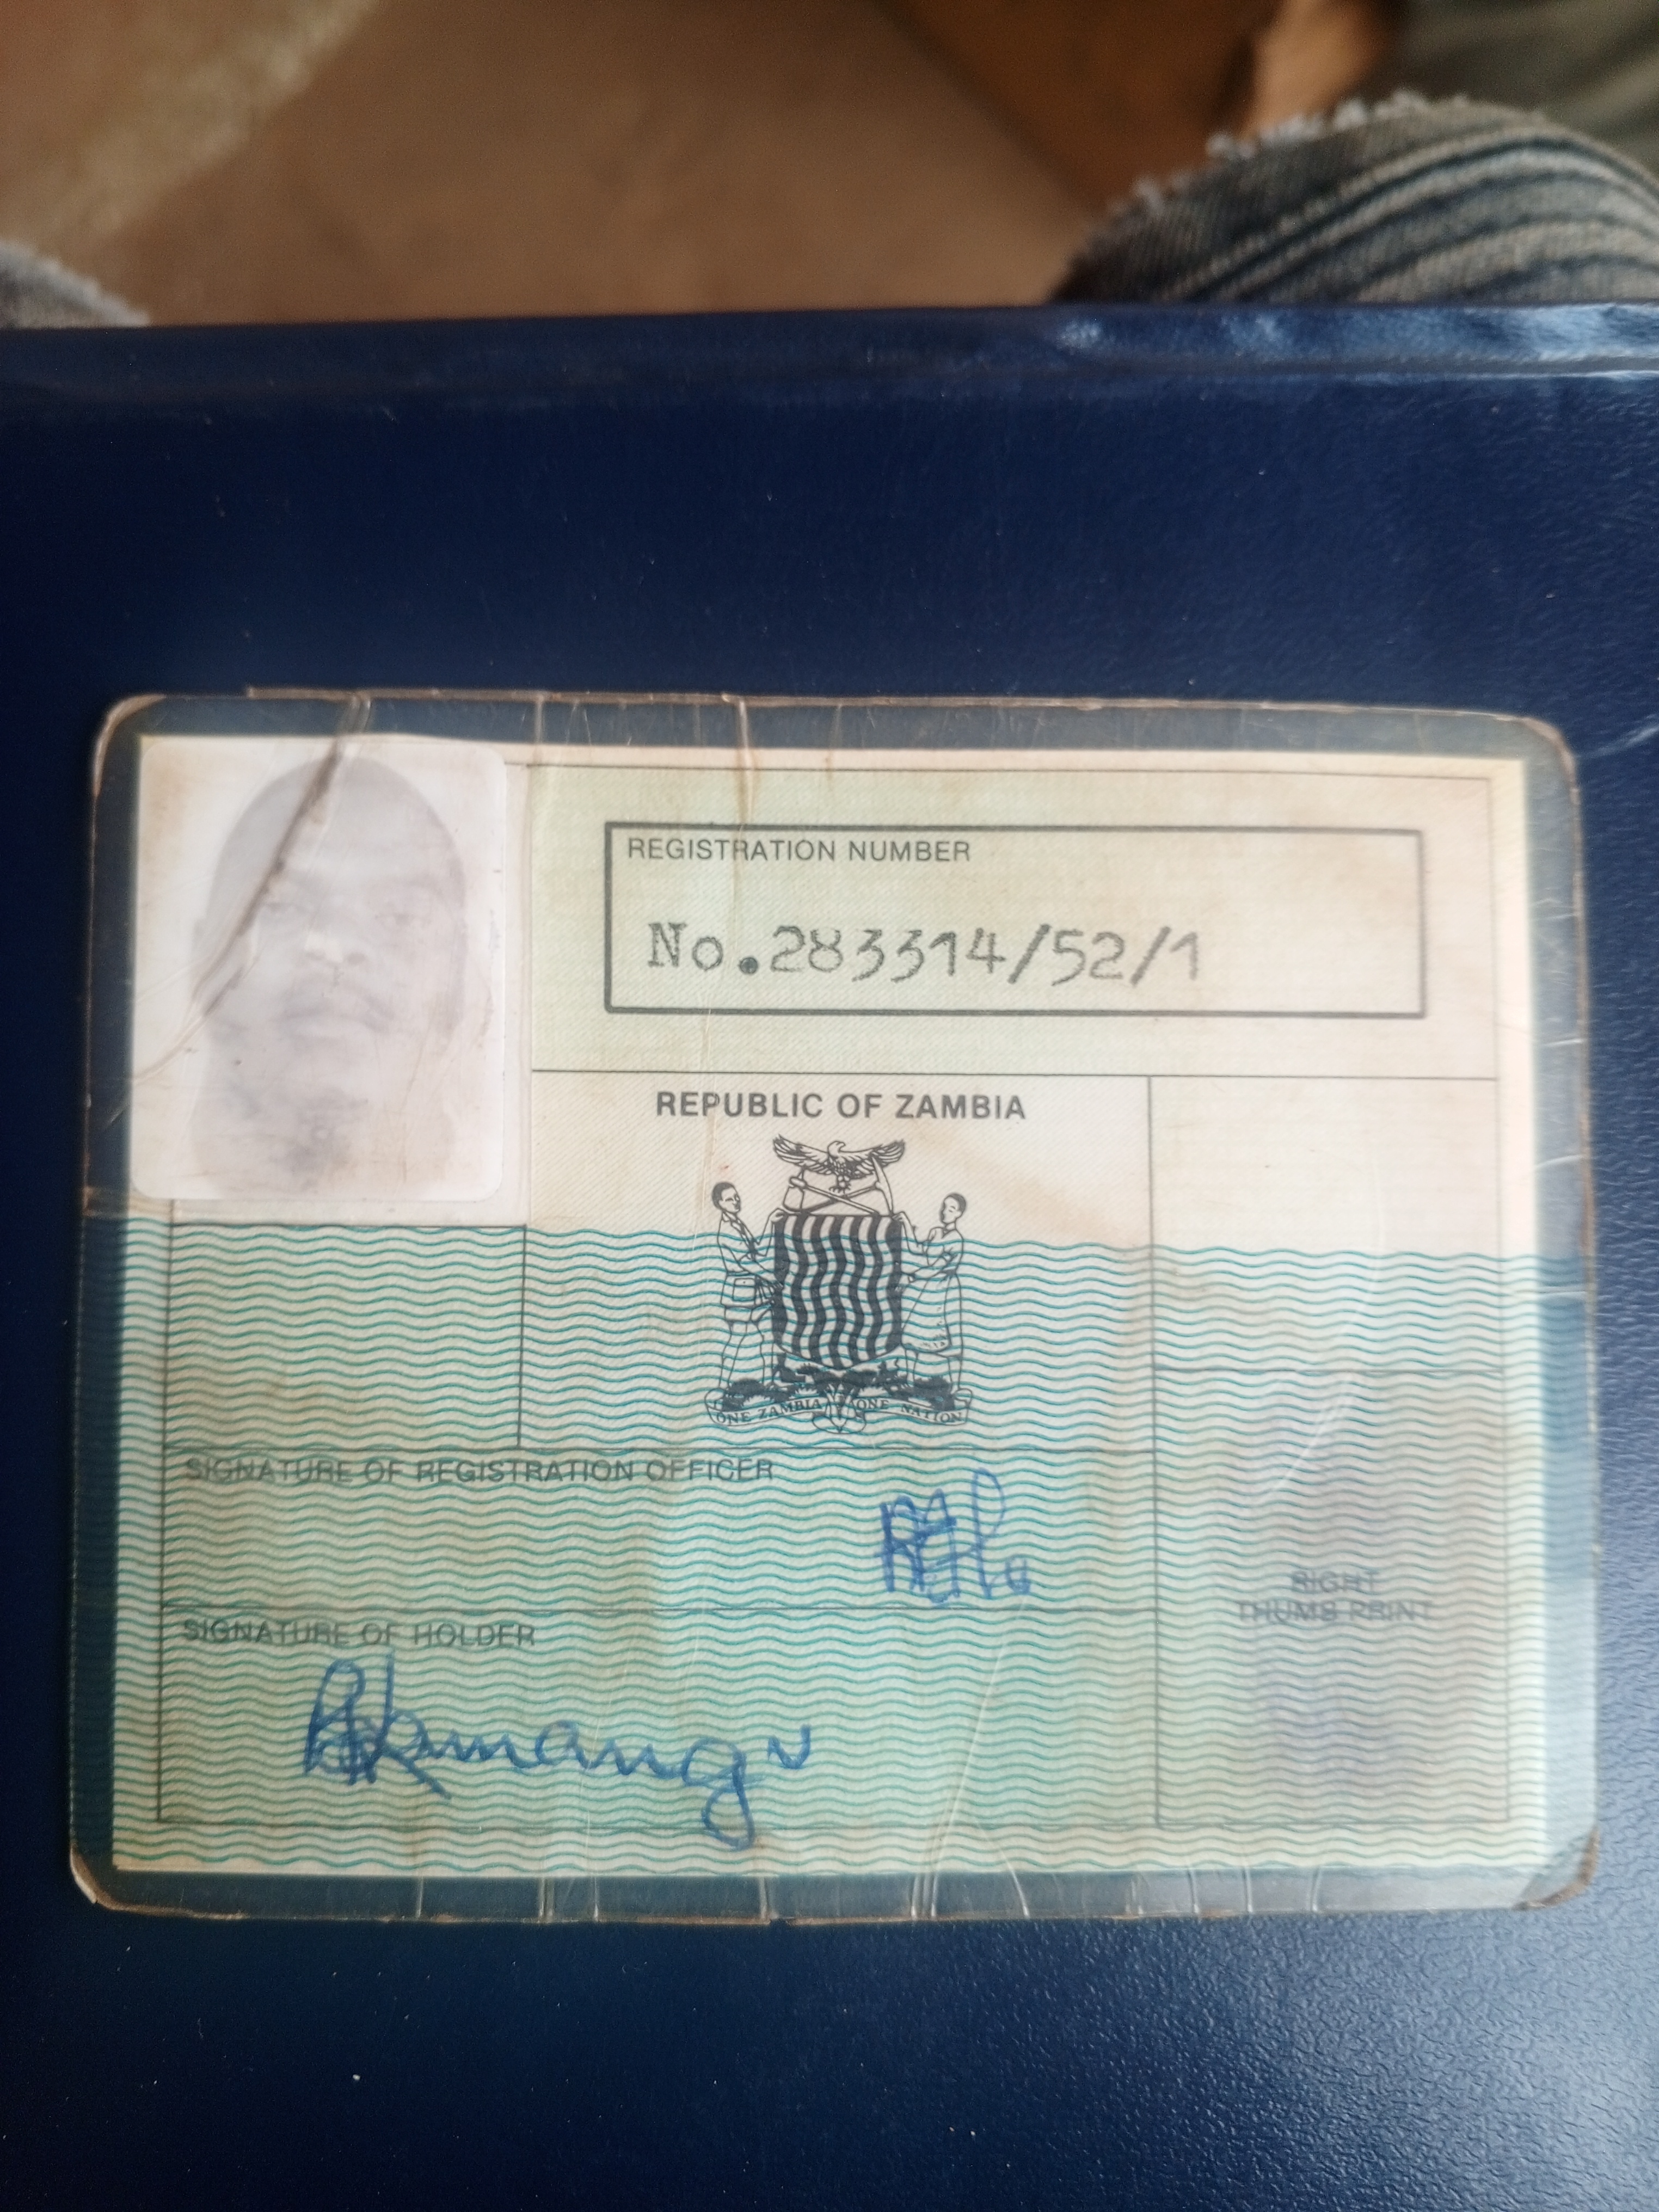 REGISTRATION NUMBER
No.283314/52/1
REPUBLIC OF ZAMBIA
ONE ZAMBIA ONE NATION
SIGNATURE OF REGISTRATION OFFICER
SIGNATURE OF HOLDER
RIGHT
THUMB PRINT